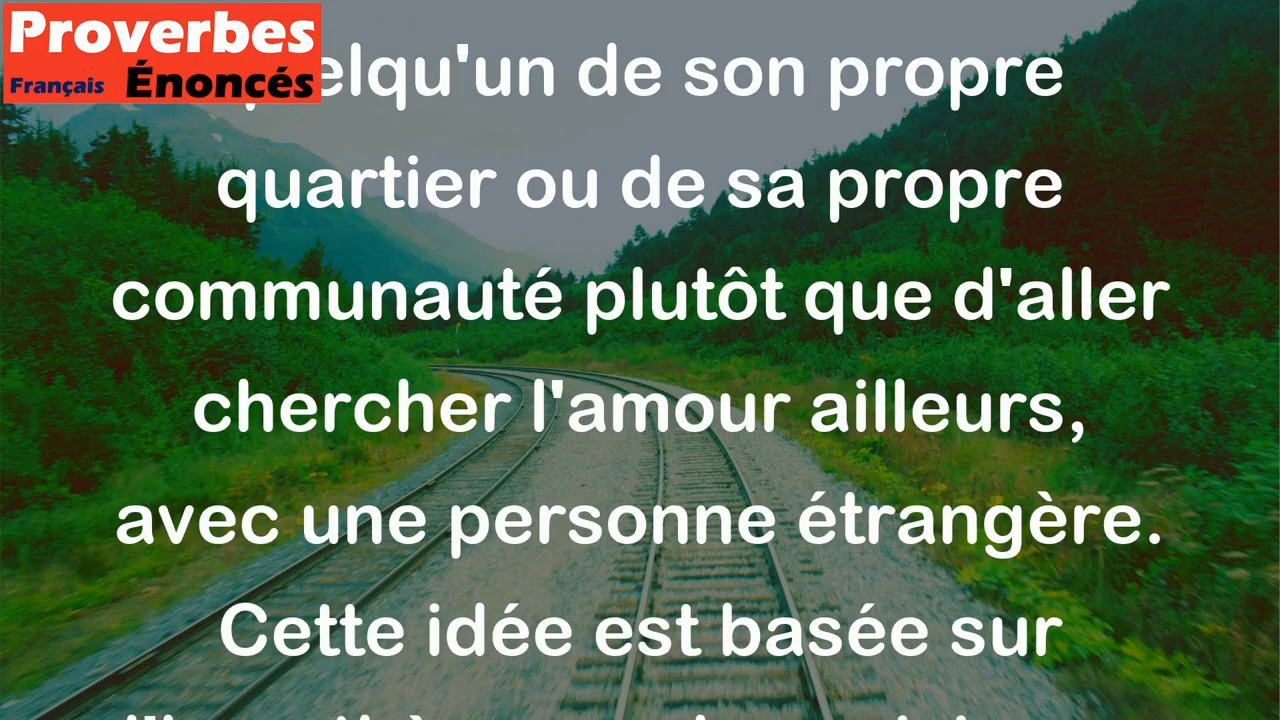 Proverbes
Français Énoncés
quelqu'un de son propre
quartier ou de sa propre
communauté plutôt que d'aller
chercher l'amour ailleurs,
avec une personne étrangère.
Cette idée est basée sur